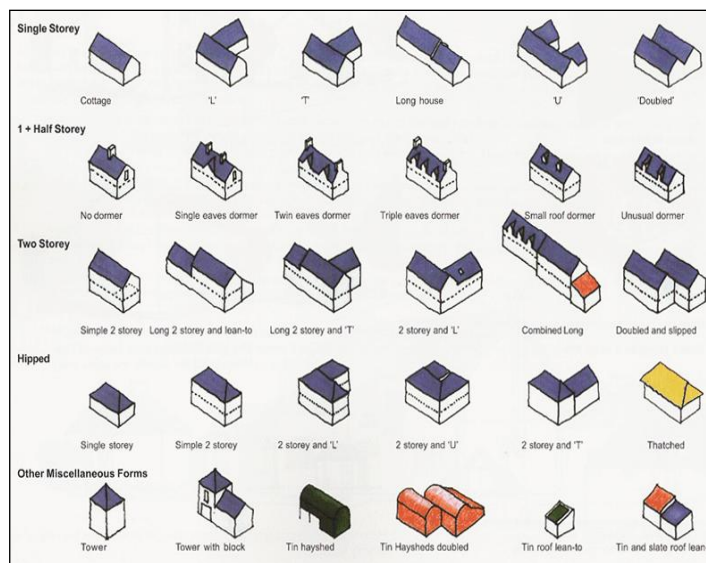 Single Storey
Cottage
'L'
'T'
Long house
'U'
'Doubled'
1 + Half Storey
No dormer
Single eaves dormer
Twin eaves dormer
Triple eaves dormer
Small roof dormer
Unusual dormer
Two Storey
Simple 2 storey
Long 2 storey and lean-to
Long 2 storey and 'T'
2 storey and 'L'
Combined Long
Doubled and slipped
Hipped
Single storey
Simple 2 storey
2 storey and 'L'
2 storey and 'U'
2 storey and 'T'
Thatched
Other Miscellaneous Forms
Tower
Tower with block
Tin hayshed
Tin Haysheds doubled
Tin roof lean-to
Tin and slate roof lean